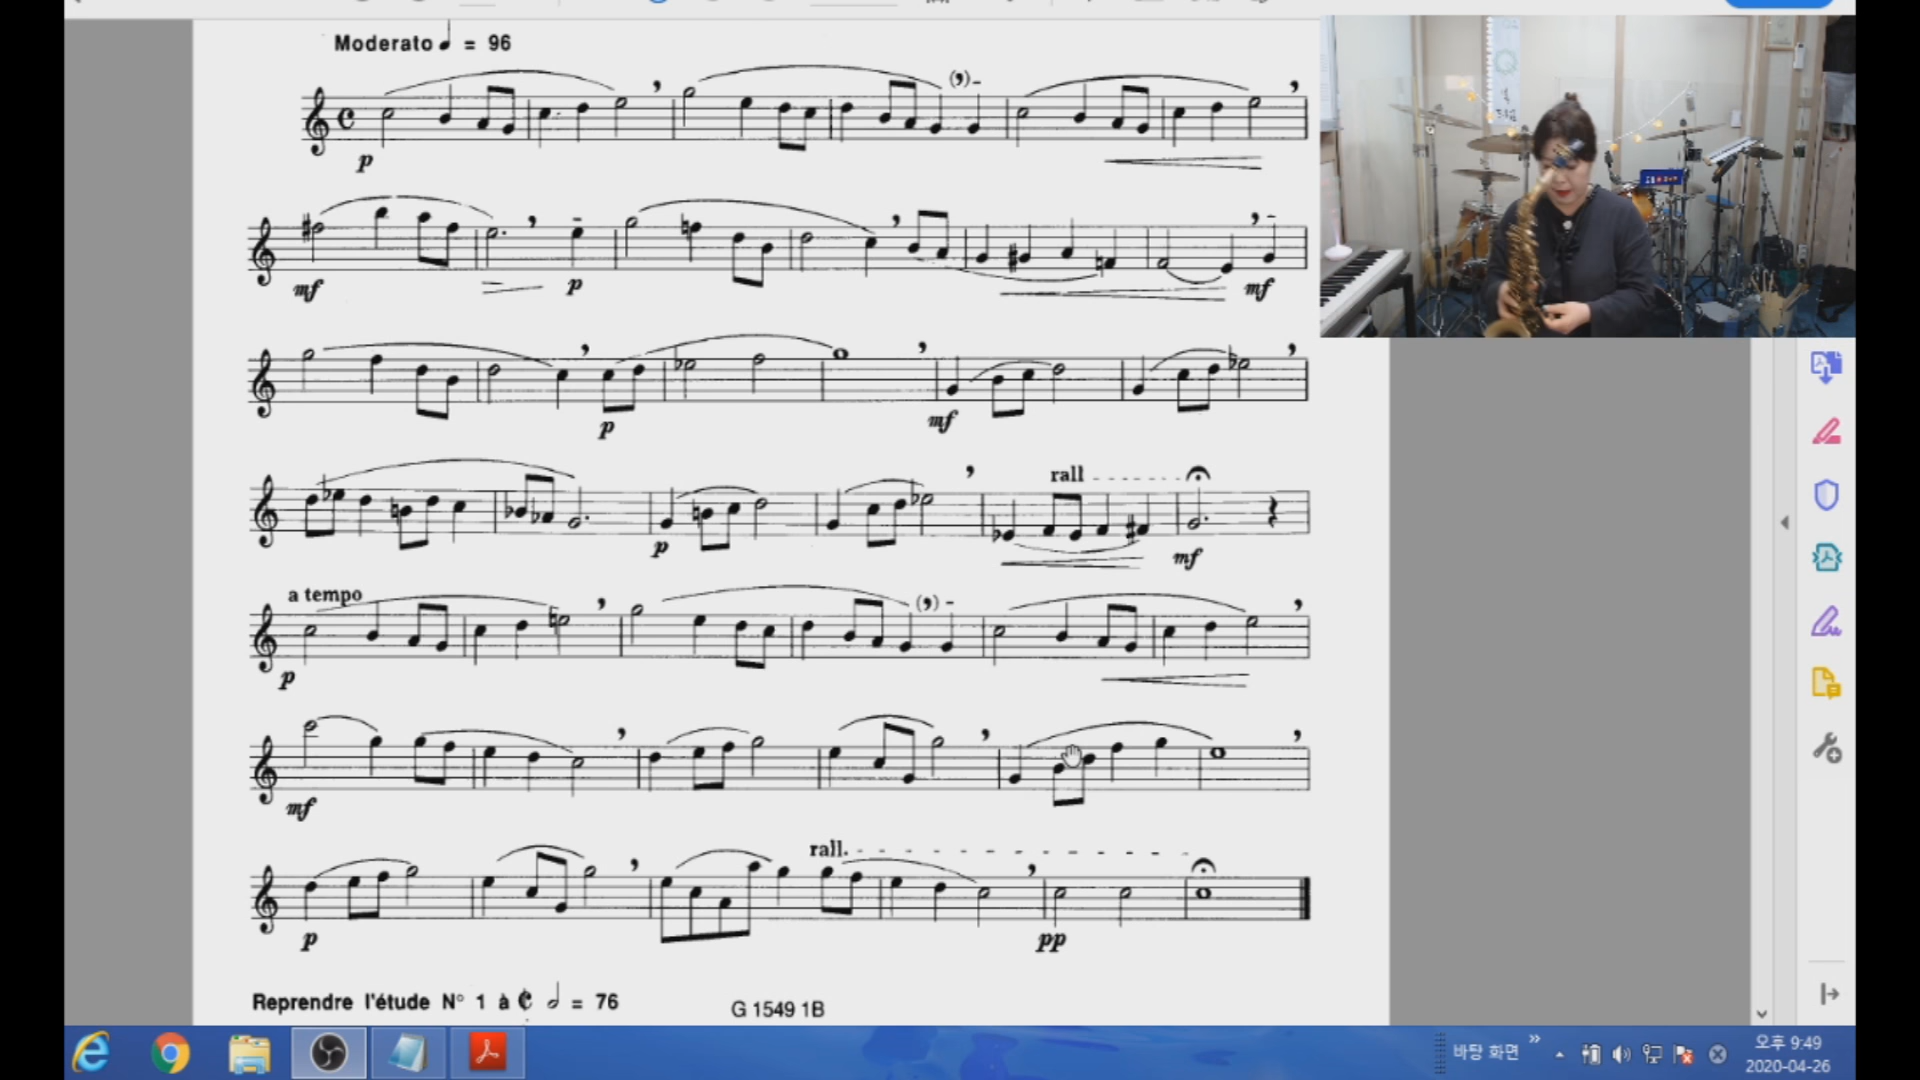 Moderato ♩ = 96
p
mf p mf
p mf
rall
p mf
a tempo
p
mf
rall.
p pp
Reprendre l'étude N° 1 à 𝄵 𝅗𝅥 = 76 G 1549 1B
바탕 화면 » 오후 9:49
2020-04-26